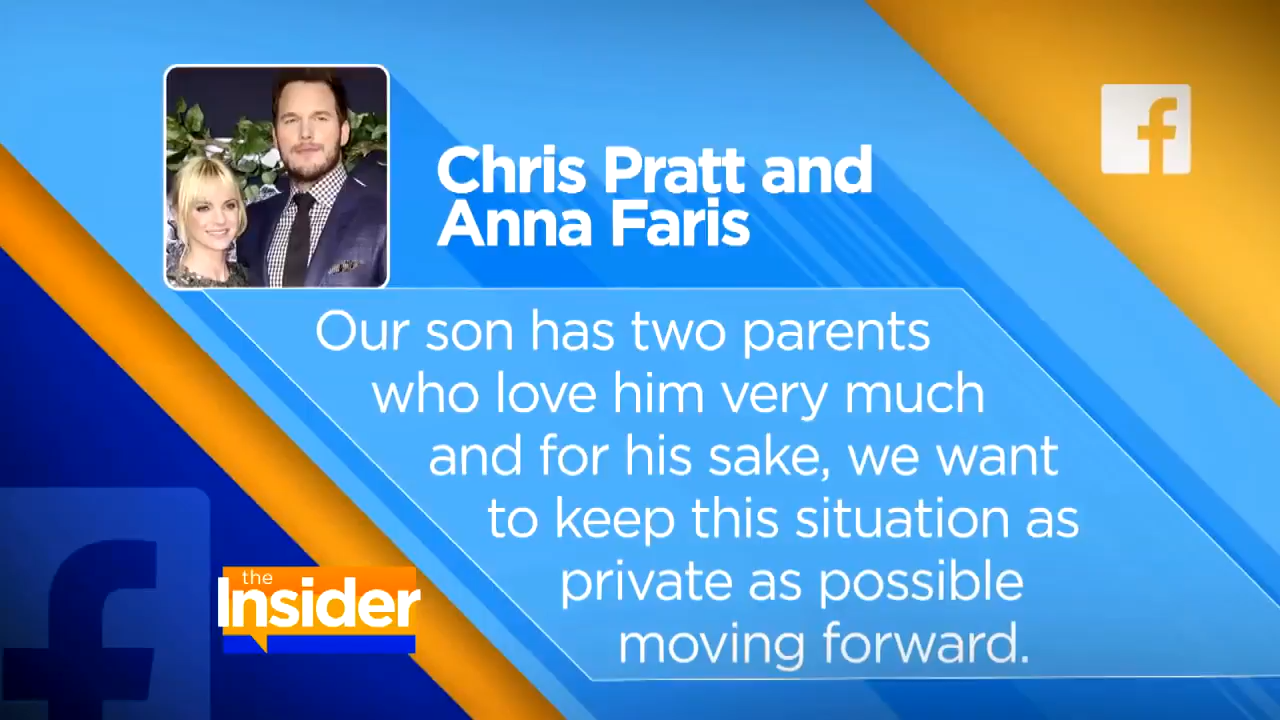 Chris Pratt and
Anna Faris
Our son has two parents
who love him very much
and for his sake, we want
to keep this situation as
private as possible
moving forward.
the
Insider
f
f